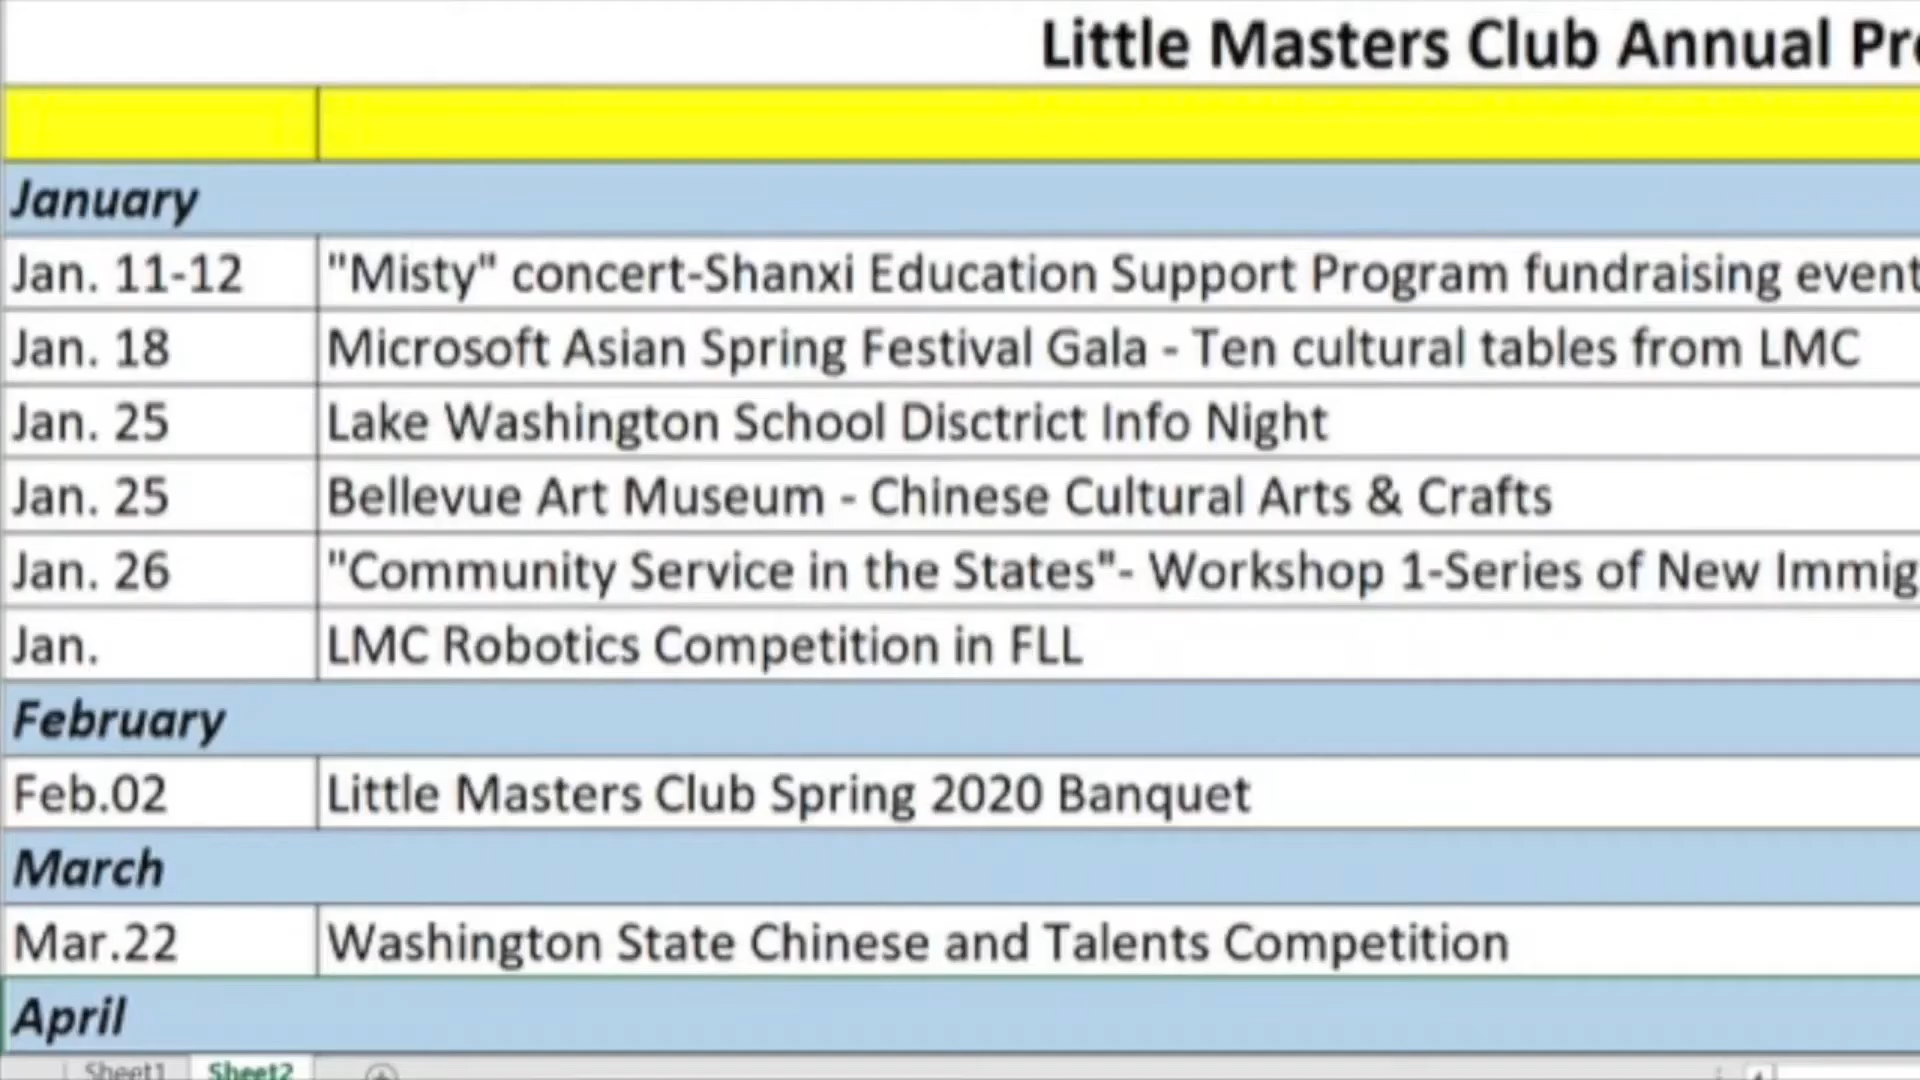 Little Masters Club Annual
January
Jan. 11-12 "Misty" concert-Shanxi Education Support Program fundraising event
Jan. 18 Microsoft Asian Spring Festival Gala - Ten cultural tables from LMC
Jan. 25 Lake Washington School Disctrict Info Night
Jan. 25 Bellevue Art Museum - Chinese Cultural Arts & Crafts
Jan. 26 "Community Service in the States"- Workshop 1-Series of New Immig
Jan. LMC Robotics Competition in FLL
February
Feb.02 Little Masters Club Spring 2020 Banquet
March
Mar.22 Washington State Chinese and Talents Competition
April
Sheet1 Sheet2